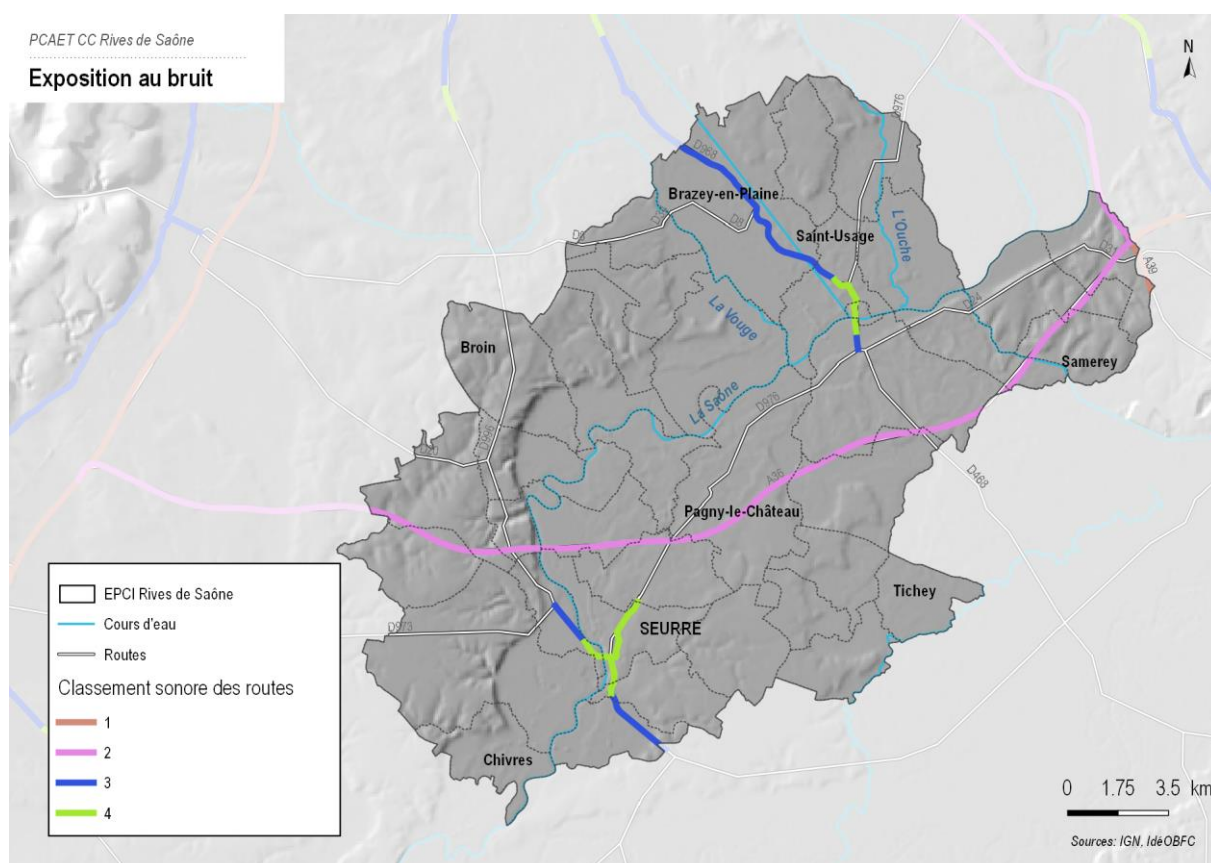 PCAET CC Rives de Saône
Exposition au bruit
N
D976
D968
Brazey-en-Plaine
D8
Saint-Usage
L'Ouche
A39
D24
La Vouge
Samerey
Broin
La Saône
D976
D996
A36
D468
Pagny-le-Château
Tichey
D973
SEURRE
Chivres
EPCI Rives de Saône
Cours d'eau
Routes
Classement sonore des routes
1
2
3
4
0 1.75 3.5 km
Sources: IGN, IdéOBFC